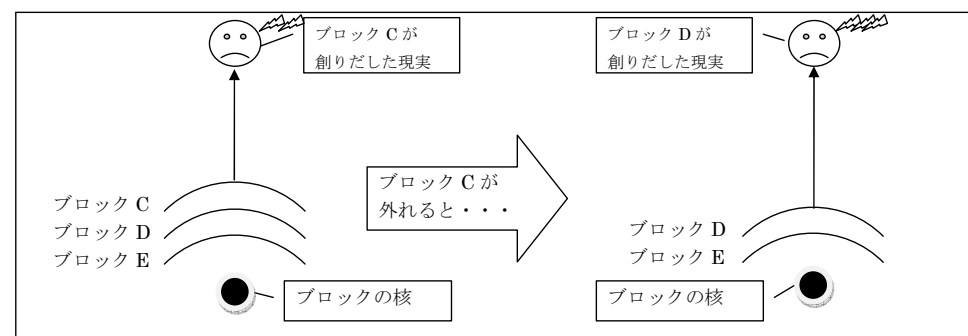 ブロック C が
創りだした現実
ブロック D が
創りだした現実
ブロック C
ブロック D
ブロック E
ブロック C が
外れると・・・
ブロック D
ブロック E
ブロックの核
ブロックの核